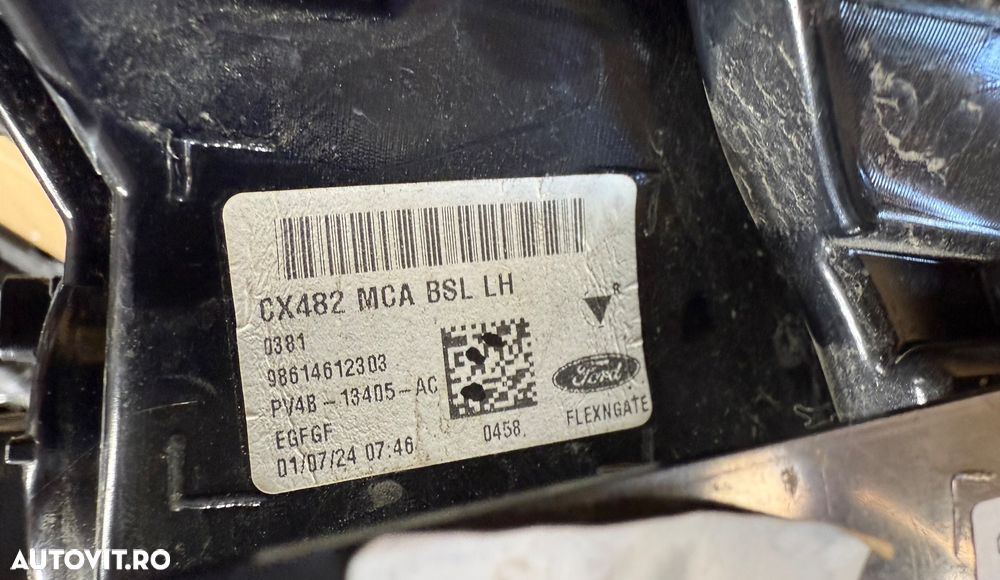 CX482 MCA BSL LH
R
0381
98614612303
PV4B-13405-AC
Ford
EGFGF
0458.
FLEXNGATE
01/07/24 07:46
AUTOVIT.RO